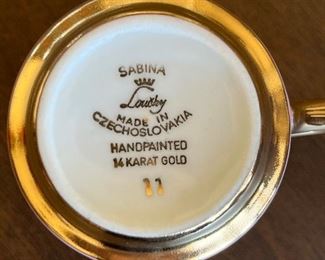 SABINA
Loučky
MADE IN
CZECHOSLOVAKIA
HANDPAINTED
14 KARAT GOLD
11